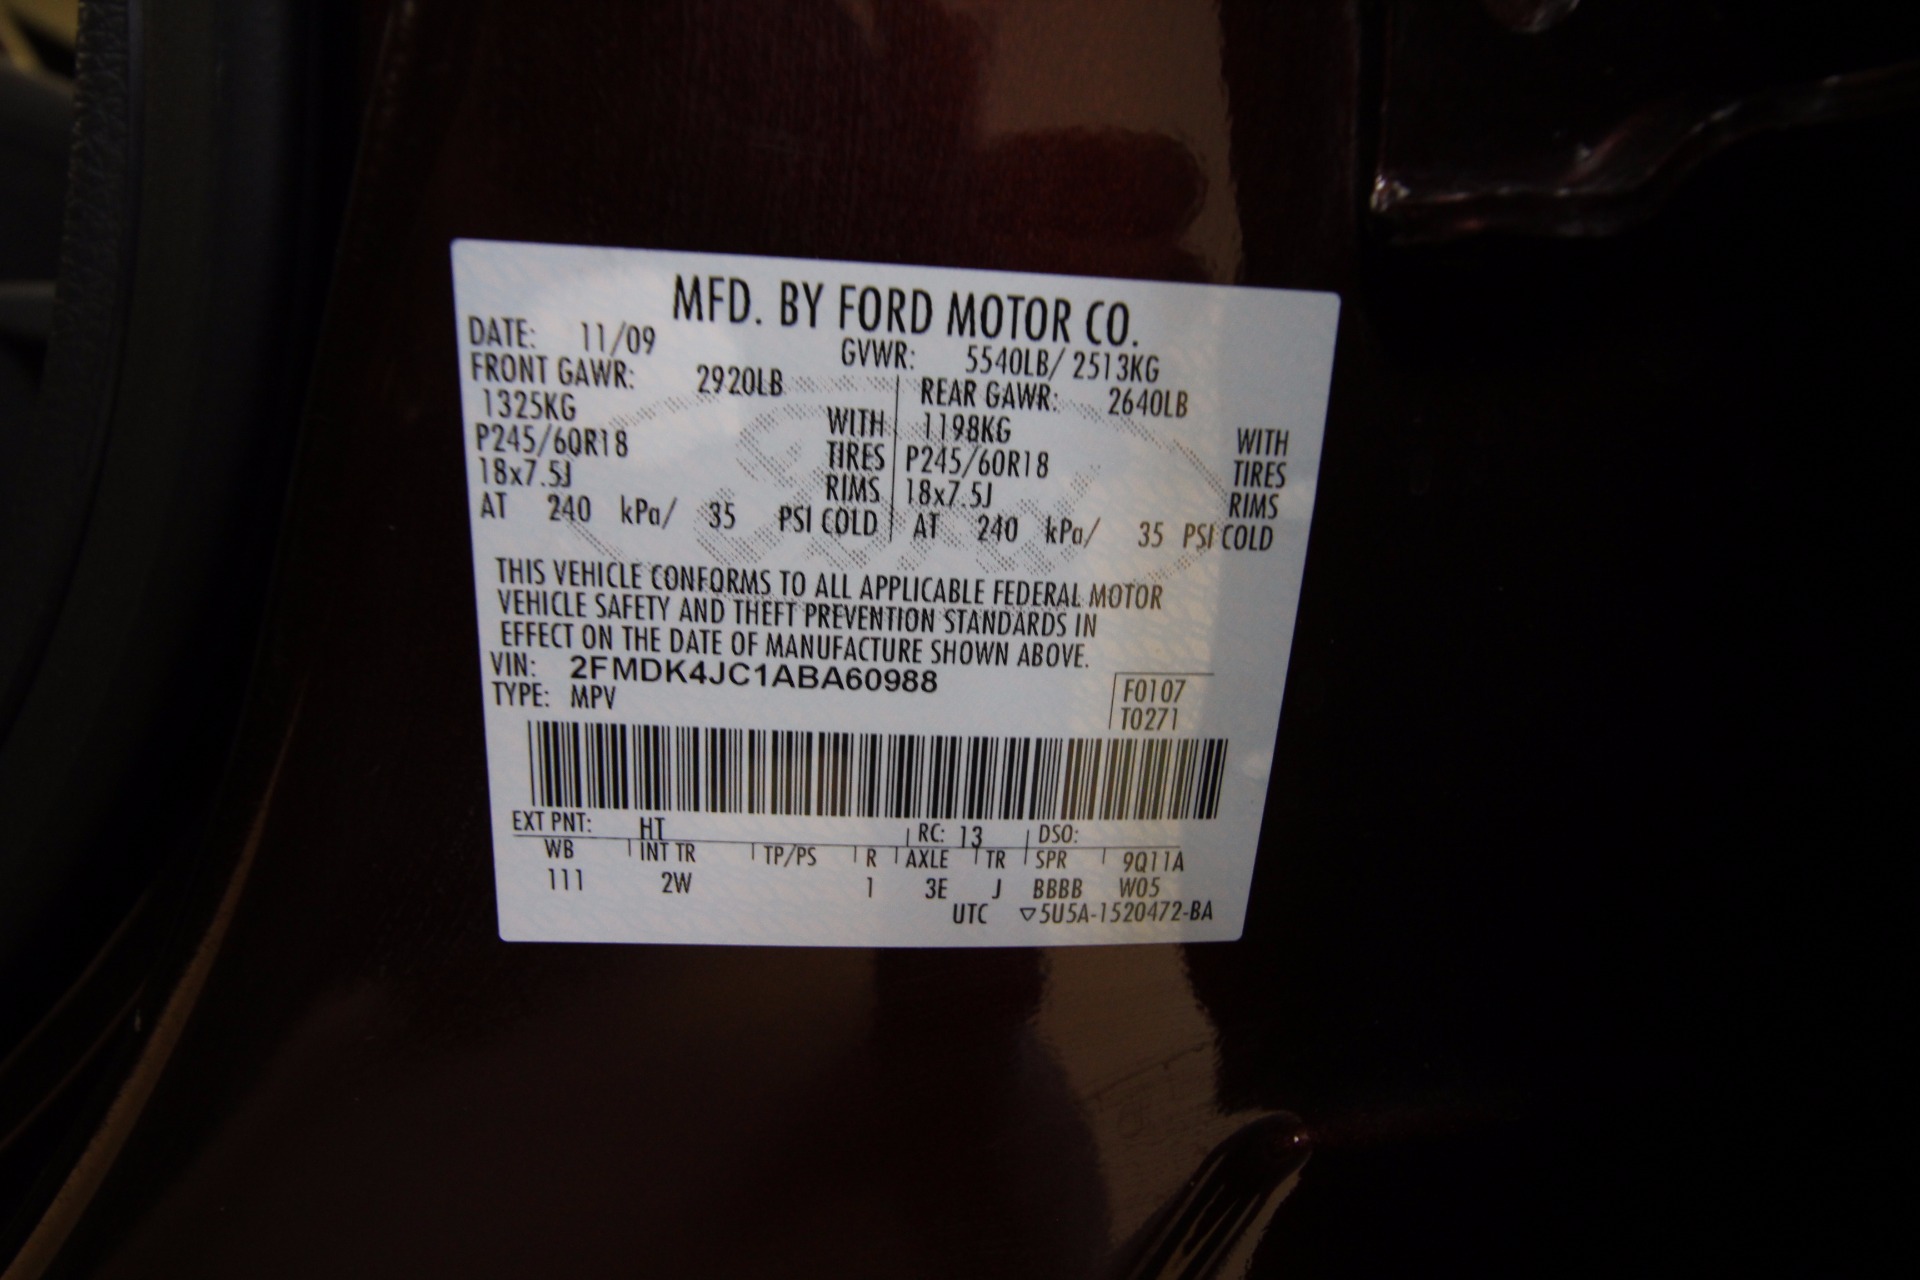 MFD. BY FORD MOTOR CO.
DATE: 11/09 GVWR: 5540LB/ 2513KG
FRONT GAWR: 2920LB REAR GAWR: 2640LB
1325KG WITH 1198KG WITH
P245/60R18 TIRES P245/60R18 TIRES
18x7.5J RIMS 18x7.5J RIMS
AT 240 kPa/ 35 PSI COLD AT 240 kPa/ 35 PSI COLD
THIS VEHICLE CONFORMS TO ALL APPLICABLE FEDERAL MOTOR
VEHICLE SAFETY AND THEFT PREVENTION STANDARDS IN
EFFECT ON THE DATE OF MANUFACTURE SHOWN ABOVE.
VIN: 2FMDK4JC1ABA60988 F0107
TYPE: MPV T0271
EXT PNT: HT RC: 13 DSO:
WB INT TR TP/PS R AXLE TR SPR 9Q11A
111 2W 1 3E J BBBB W05
UTC ▽5U5A-1520472-BA
Ford